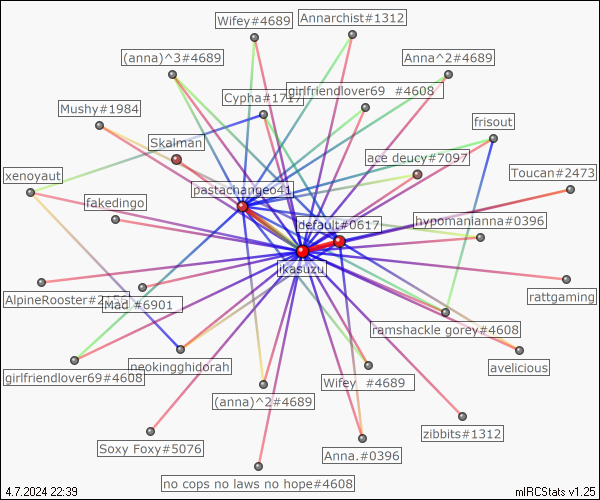 Wifey#4689
Annarchist#1312
(anna)^3#4689
Anna^2#4689
girlfriendlover69 #4608
Cypha#1717
Mushy#1984
frisout
Skalman
ace deucy#7097
xenoyaut
Toucan#2473
pastachangeo41
fakedingo
default#0617
hypomanianna#0396
ikasuzu
AlpineRooster#2156
Mad #6901
rattgaming
ramshackle gorey#4608
neokingghidorah
avelicious
girlfriendlover69#4608
Wifey #4689
(anna)^2#4689
zibbits#1312
Soxy Foxy#5076
Anna.#0396
no cops no laws no hope#4608
4.7.2024 22:39
mIRCStats v1.25